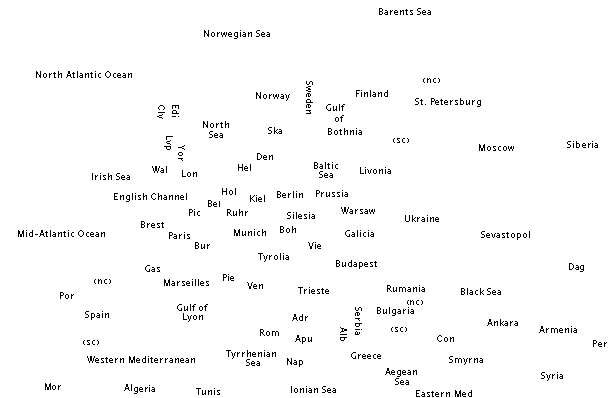 Barents Sea
Norwegian Sea
North Atlantic Ocean
(nc)
Norway
Sweden
Finland
St. Petersburg
Cly
Edi
Gulf
of
Bothnia
North
Sea
Ska
(sc)
Moscow
Siberia
Lvp
Yor
Den
Irish Sea
Wal
Lon
Hel
Baltic
Sea
Livonia
English Channel
Hol
Bel
Kiel
Berlin
Prussia
Pic
Ruhr
Silesia
Warsaw
Ukraine
Mid-Atlantic Ocean
Brest
Paris
Bur
Munich
Boh
Vie
Galicia
Sevastopol
Tyrolia
Budapest
Gas
Marseilles
Pie
Ven
Trieste
Rumania
Black Sea
Dag
(nc)
Por
Spain
(sc)
Gulf of
Lyon
Adr
Serbia
Bulgaria
(nc)
(sc)
Rom
Apu
Alb
Con
Ankara
Armenia
Per
Western Mediterranean
Tyrrhenian
Sea
Nap
Greece
Smyrna
Aegean
Sea
Syria
Mor
Algeria
Tunis
Ionian Sea
Eastern Med